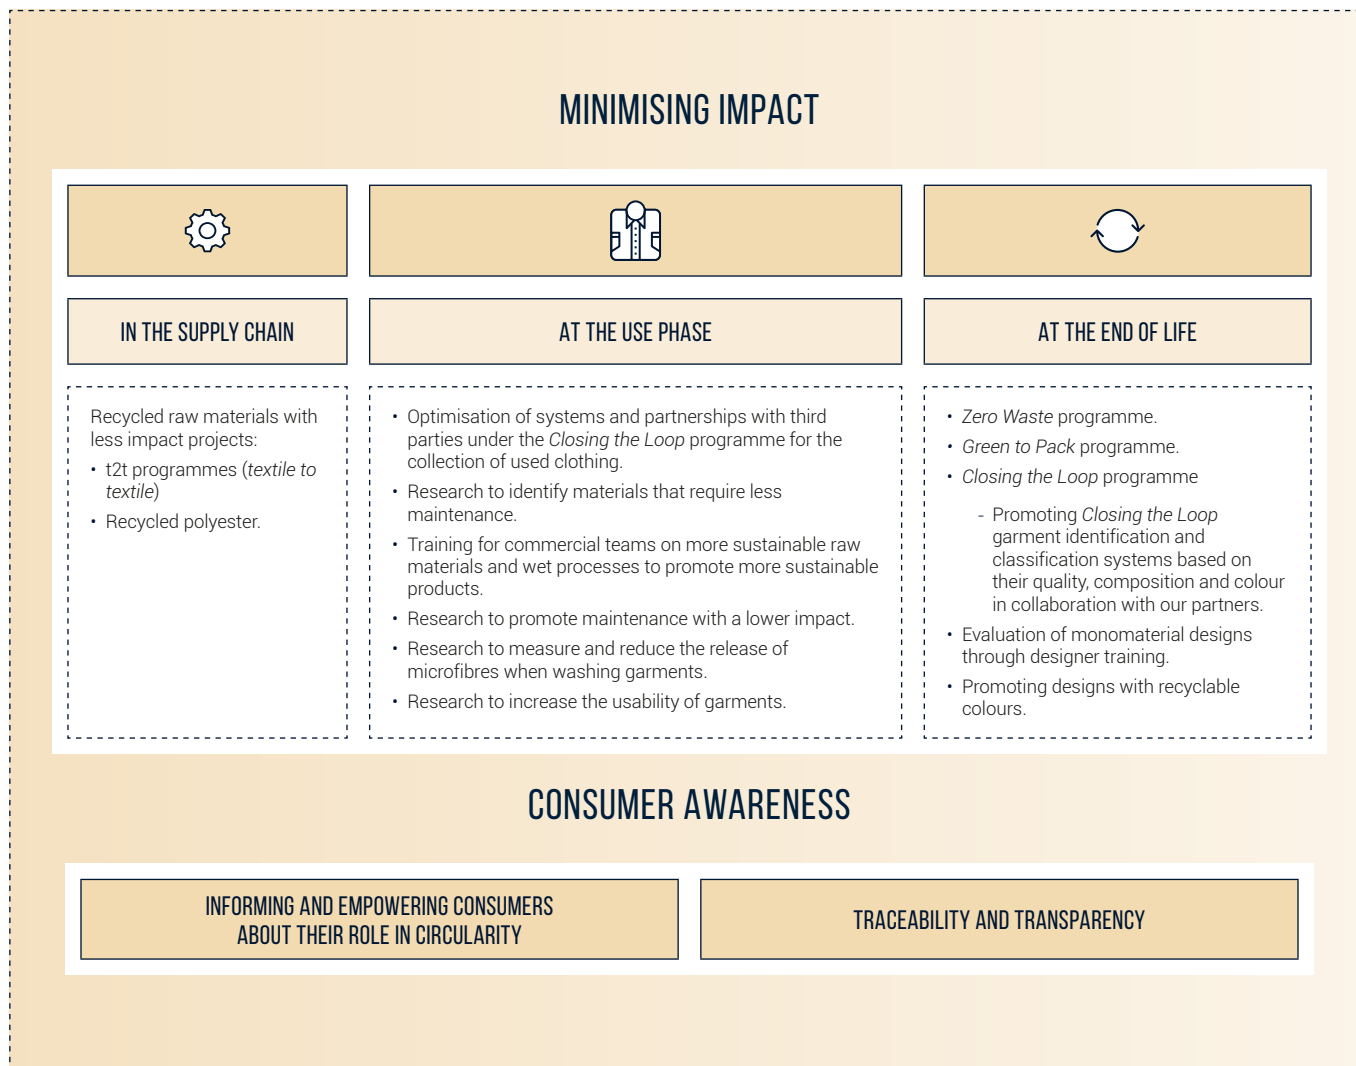 MINIMISING IMPACT
IN THE SUPPLY CHAIN
Recycled raw materials with
less impact projects:
• t2t programmes (textile to
textile)
• Recycled polyester.
AT THE USE PHASE
• Optimisation of systems and partnerships with third
parties under the Closing the Loop programme for the
collection of used clothing.
• Research to identify materials that require less
maintenance.
• Training for commercial teams on more sustainable raw
materials and wet processes to promote more sustainable
products.
• Research to promote maintenance with a lower impact.
• Research to measure and reduce the release of
microfibres when washing garments.
• Research to increase the usability of garments.
AT THE END OF LIFE
• Zero Waste programme.
• Green to Pack programme.
• Closing the Loop programme
- Promoting Closing the Loop
garment identification and
classification systems based on
their quality, composition and colour
in collaboration with our partners.
• Evaluation of monomaterial designs
through designer training.
• Promoting designs with recyclable
colours.
CONSUMER AWARENESS
INFORMING AND EMPOWERING CONSUMERS
ABOUT THEIR ROLE IN CIRCULARITY
TRACEABILITY AND TRANSPARENCY